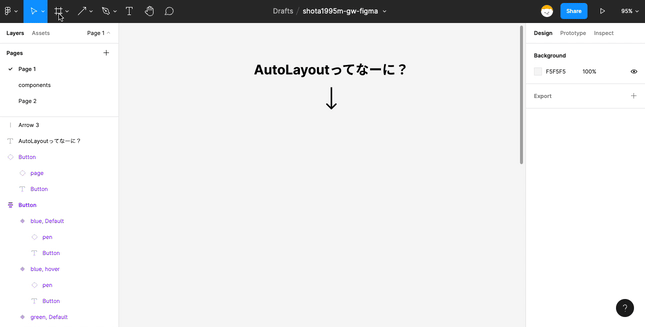 Drafts / shota1995m-gw-figma
Share
95%
Layers Assets Page 1
Design Prototype Inspect
Pages
Page 1
components
Page 2
Arrow 3
AutoLayoutってなーに？
Button
page
Button
Button
blue, Default
pen
Button
blue, hover
pen
Button
green, Default
AutoLayoutってなーに？
Background
F5F5F5 100%
Export
?